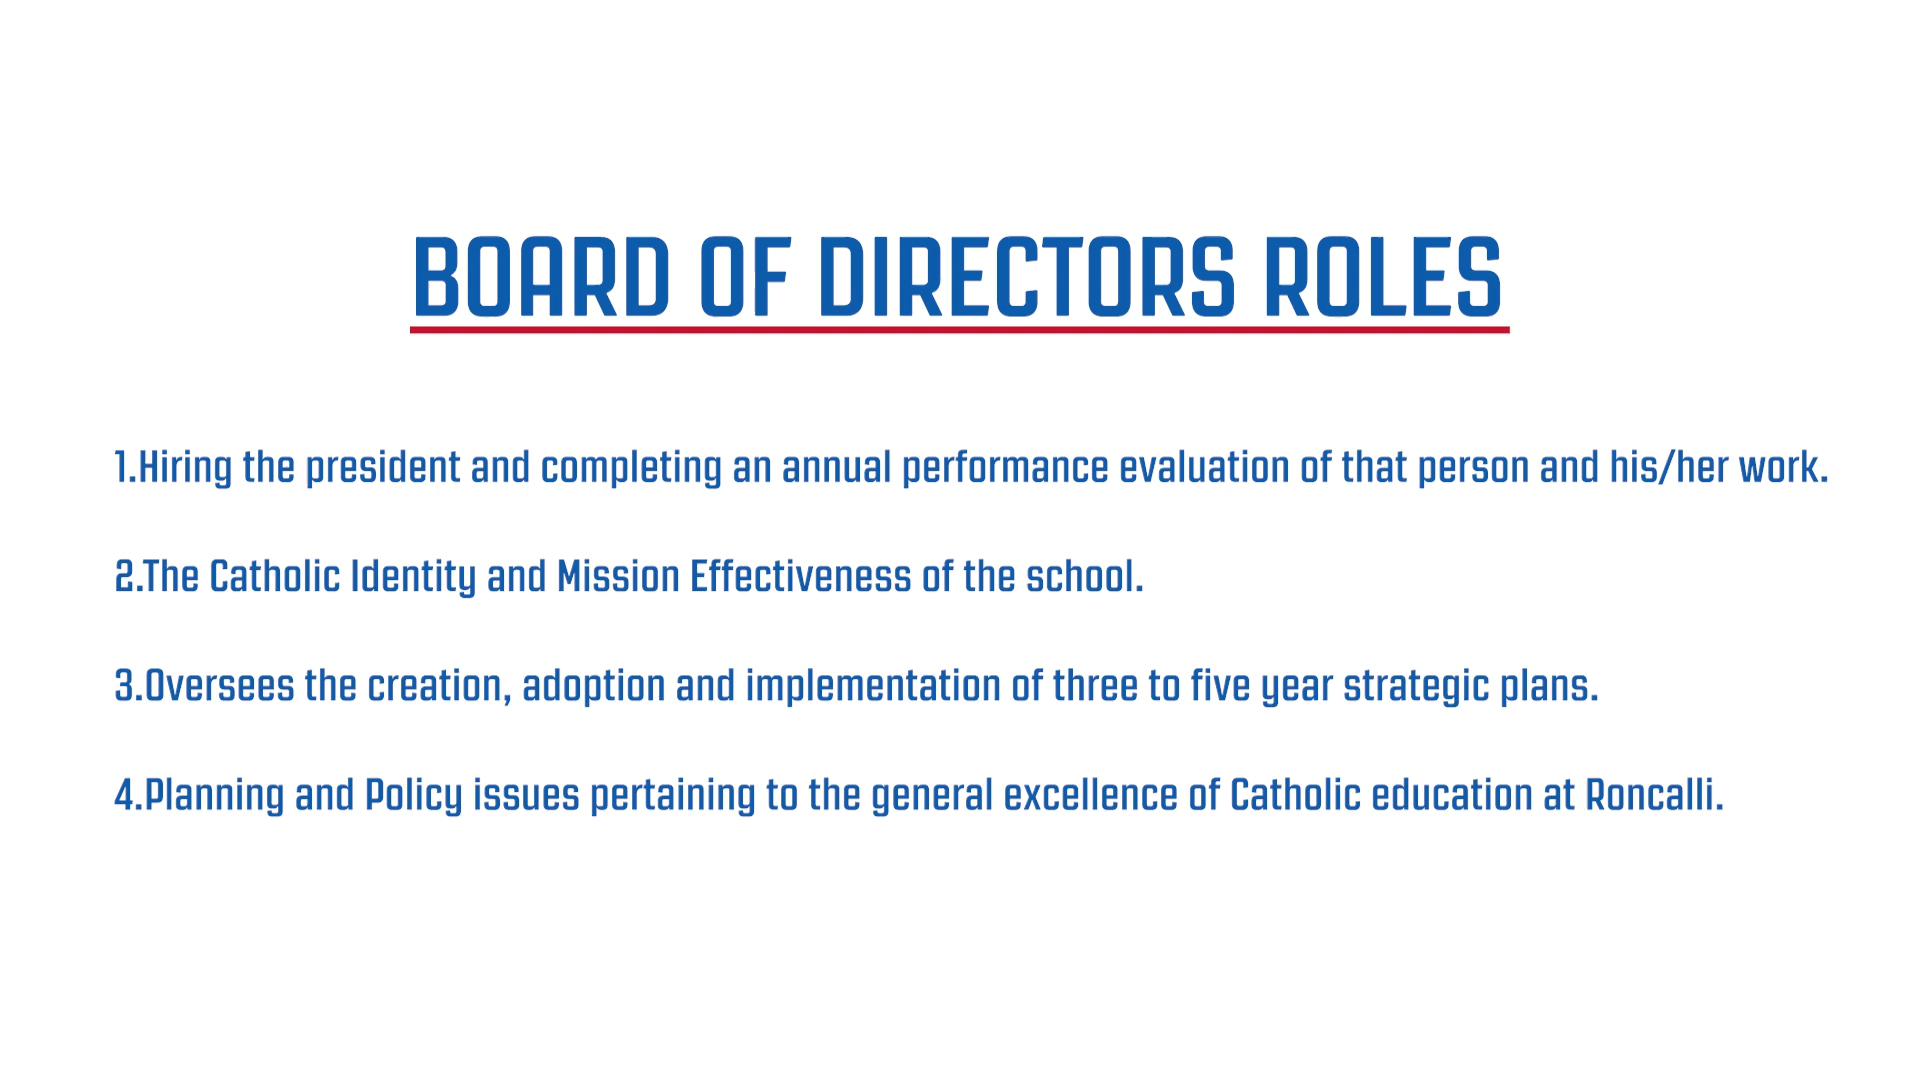 BOARD OF DIRECTORS ROLES
1.Hiring the president and completing an annual performance evaluation of that person and his/her work.
2.The Catholic Identity and Mission Effectiveness of the school.
3.Oversees the creation, adoption and implementation of three to five year strategic plans.
4.Planning and Policy issues pertaining to the general excellence of Catholic education at Roncalli.